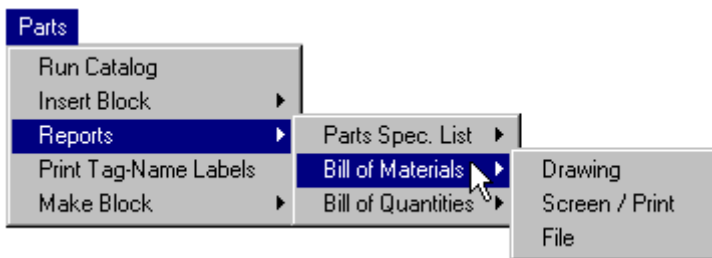 Parts
Run Catalog
Insert Block
Reports
Print Tag-Name Labels
Make Block
Parts Spec. List
Bill of Materials
Bill of Quantities
Drawing
Screen / Print
File